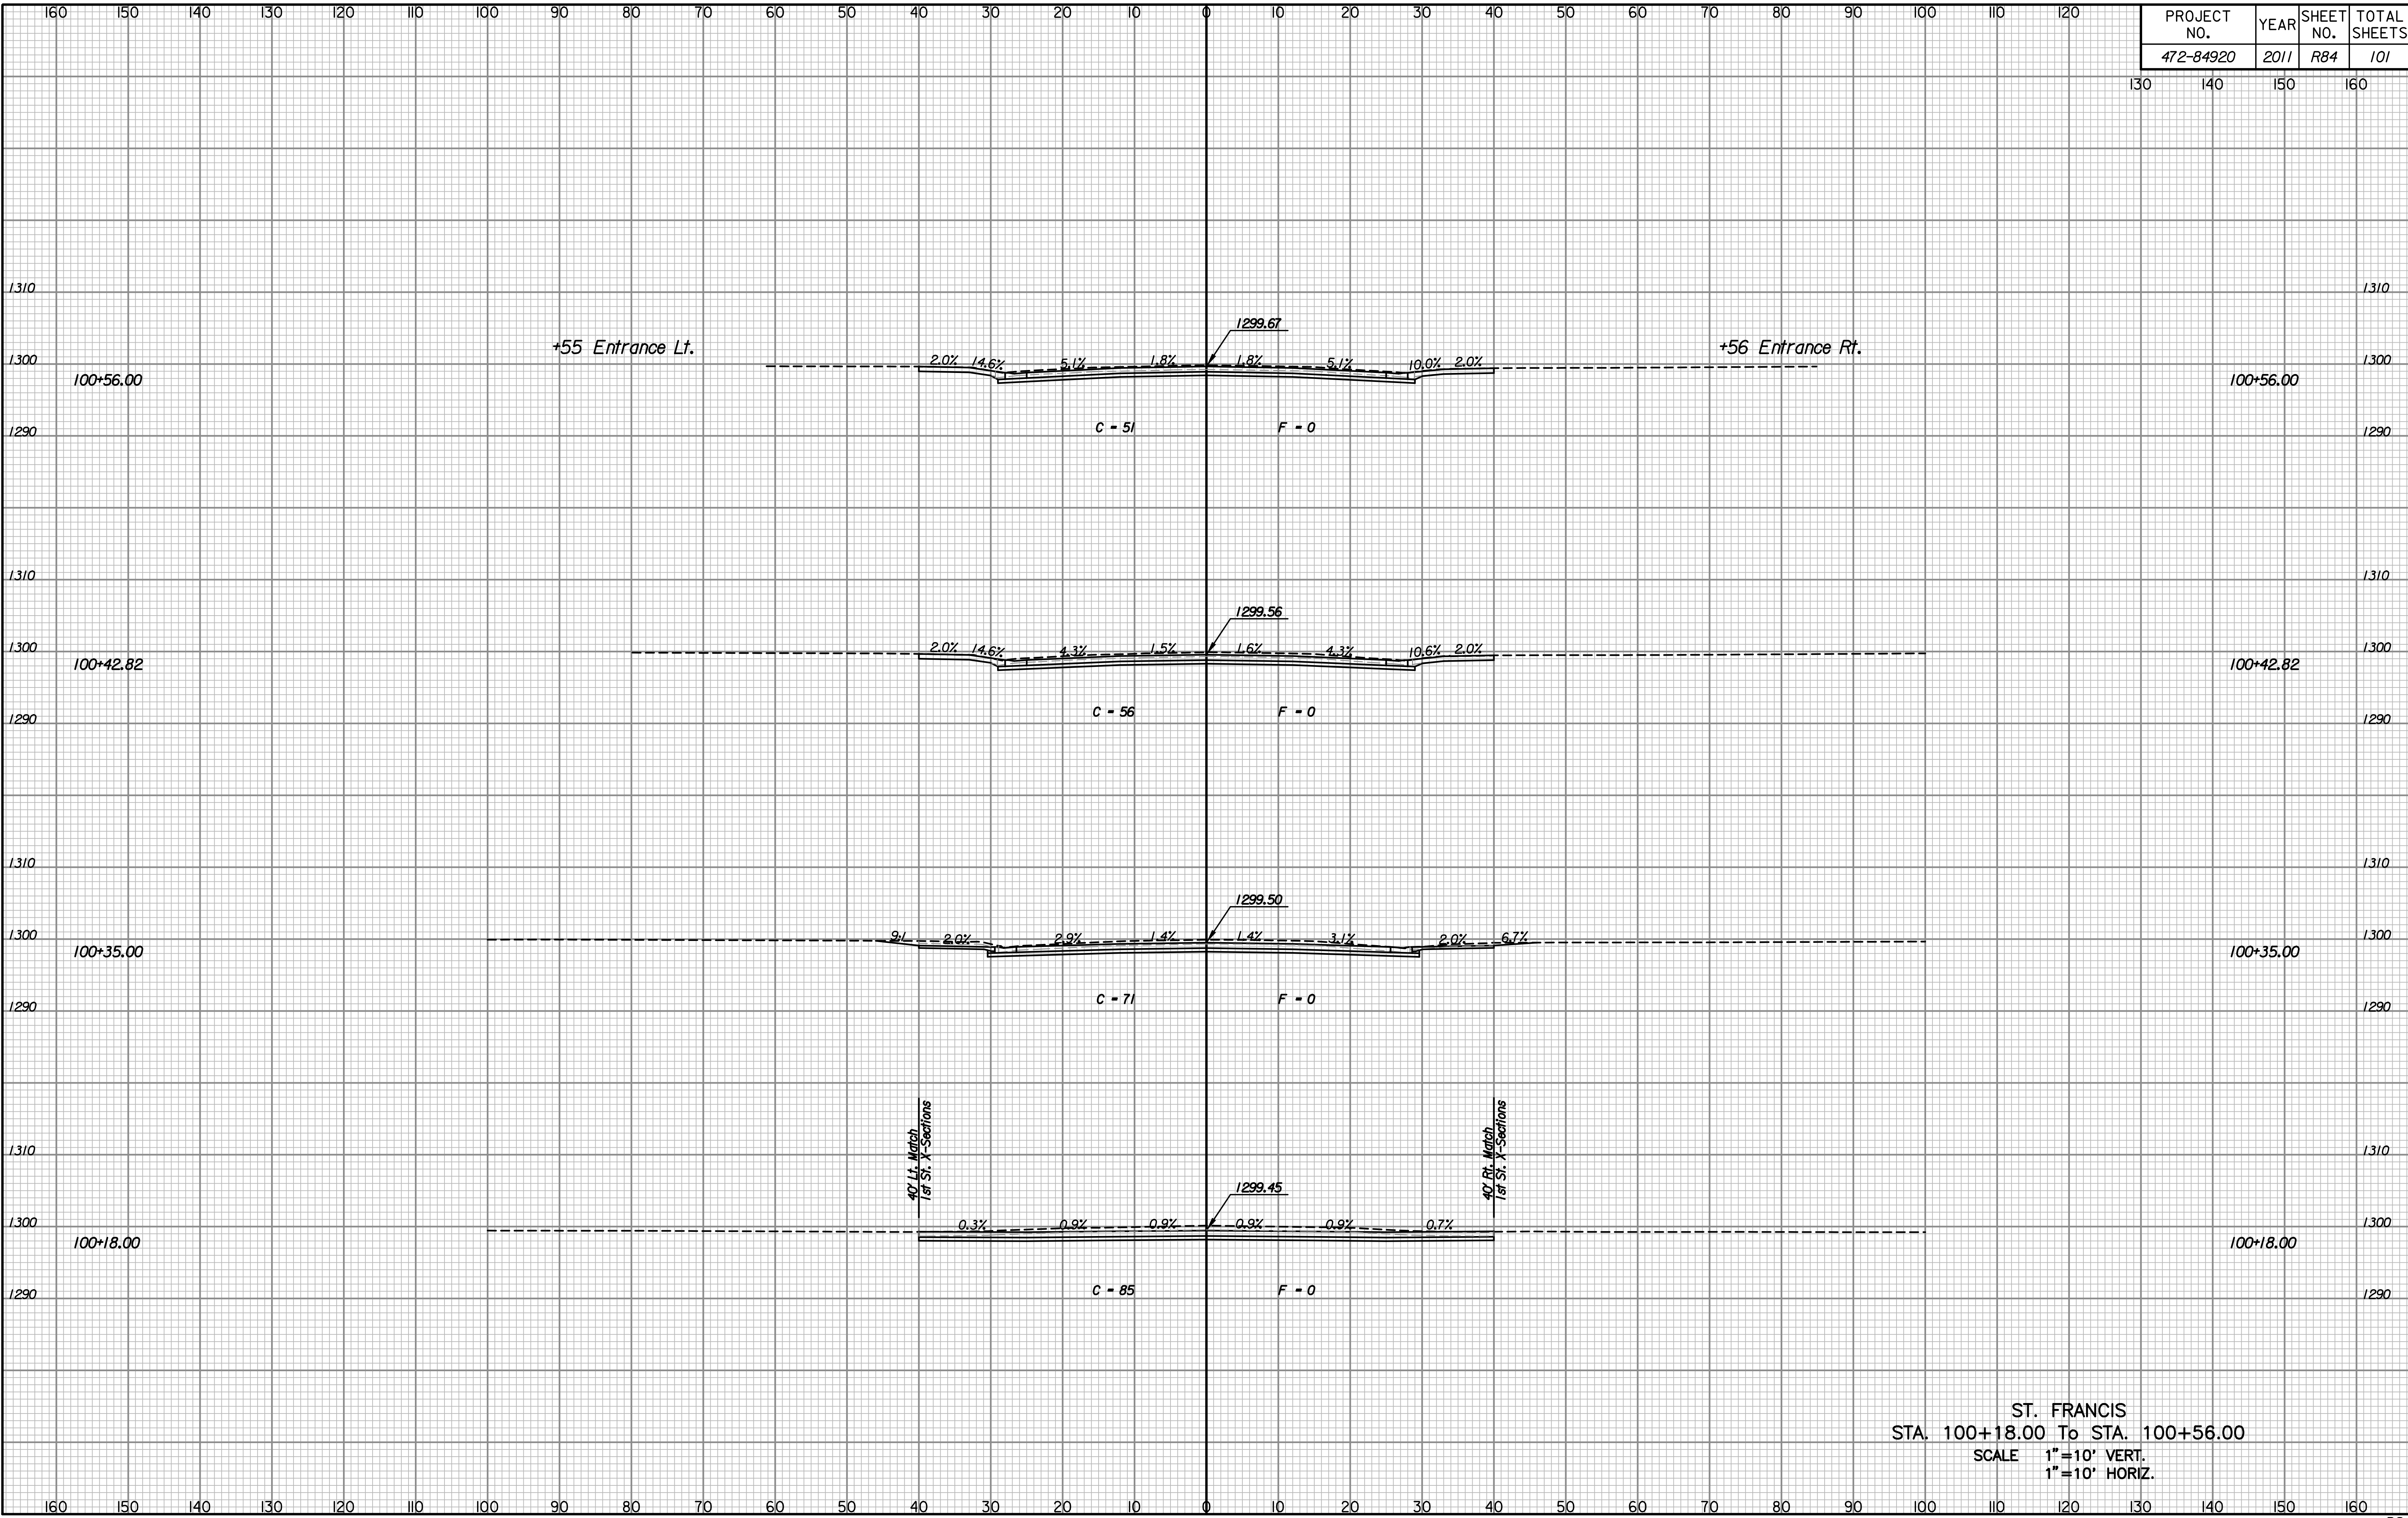 160 150 140 130 120 110 100 90 80 70 60 50 40 30 20 10 0 10 20 30 40 50 60 70 80 90 100 110 120
PROJECT NO. YEAR SHEET NO. TOTAL SHEETS
472-84920 2011 R84 101
130 140 150 160
1310 1310
1299.67
+55 Entrance Lt. +56 Entrance Rt.
1300 2.0% 14.6% 5.1% 1.8% 1.8% 5.1% 10.0% 2.0% 1300
100+56.00 100+56.00
C = 51 F = 0
1290 1290
1310 1310
1299.56
1300 2.0% 14.6% 4.3% 1.5% 1.6% 4.3% 10.6% 2.0% 1300
100+42.82 100+42.82
C = 56 F = 0
1290 1290
1310 1310
1299.50
1300 9:1 2.0% 2.9% 1.4% 1.4% 3.1% 2.0% 6.7% 1300
100+35.00 100+35.00
C = 71 F = 0
1290 1290
40' Lt. Match
1st St. X-Sections
40' Rt. Match
1st St. X-Sections
1310 1310
1299.45
1300 0.3% 0.9% 0.9% 0.9% 0.9% 0.7% 1300
100+18.00 100+18.00
C = 85 F = 0
1290 1290
ST. FRANCIS
STA. 100+18.00 To STA. 100+56.00
SCALE 1"=10' VERT.
1"=10' HORIZ.
160 150 140 130 120 110 100 90 80 70 60 50 40 30 20 10 0 10 20 30 40 50 60 70 80 90 100 110 120 130 140 150 160